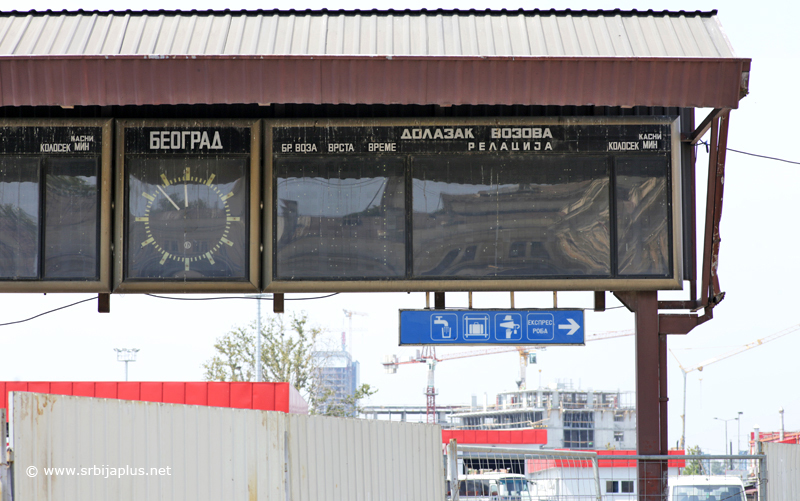 КОЛОСЕК КАСНИ МИН
БЕОГРАД
ДОЛАЗАК ВОЗОВА
БР. ВОЗА ВРСТА ВРЕМЕ РЕЛАЦИЈА КОЛОСЕК КАСНИ МИН
ЕКСПРЕС
РОБА
© www.srbijaplus.net